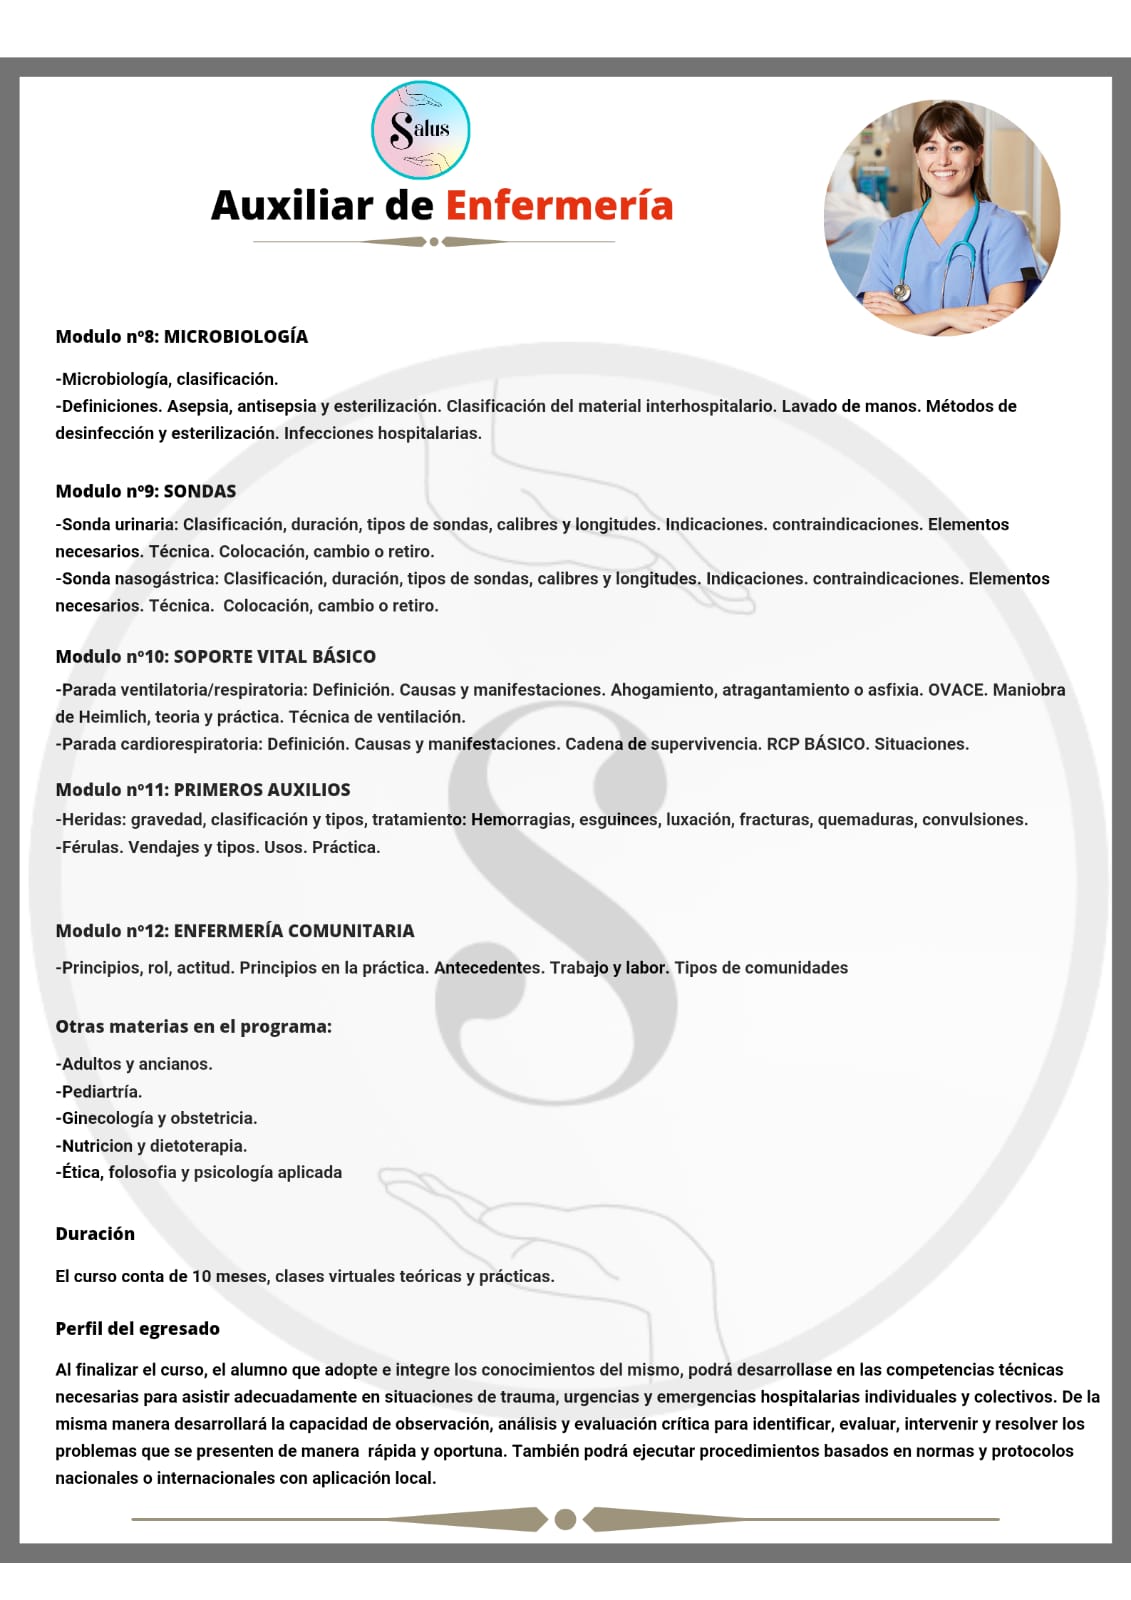 Salus
Auxiliar de Enfermería
Modulo nº8: MICROBIOLOGÍA
-Microbiología, clasificación.
-Definiciones. Asepsia, antisepsia y esterilización. Clasificación del material interhospitalario. Lavado de manos. Métodos de
desinfección y esterilización. Infecciones hospitalarias.
Modulo nº9: SONDAS
-Sonda urinaria: Clasificación, duración, tipos de sondas, calibres y longitudes. Indicaciones. contraindicaciones. Elementos
necesarios. Técnica. Colocación, cambio o retiro.
-Sonda nasogástrica: Clasificación, duración, tipos de sondas, calibres y longitudes. Indicaciones. contraindicaciones. Elementos
necesarios. Técnica.  Colocación, cambio o retiro.
Modulo nº10: SOPORTE VITAL BÁSICO
-Parada ventilatoria/respiratoria: Definición. Causas y manifestaciones. Ahogamiento, atragantamiento o asfixia. OVACE. Maniobra
de Heimlich, teoria y práctica. Técnica de ventilación.
-Parada cardiorespiratoria: Definición. Causas y manifestaciones. Cadena de supervivencia. RCP BÁSICO. Situaciones.
Modulo nº11: PRIMEROS AUXILIOS
-Heridas: gravedad, clasificación y tipos, tratamiento: Hemorragias, esguinces, luxación, fracturas, quemaduras, convulsiones.
-Férulas. Vendajes y tipos. Usos. Práctica.
Modulo nº12: ENFERMERÍA COMUNITARIA
-Principios, rol, actitud. Principios en la práctica. Antecedentes. Trabajo y labor. Tipos de comunidades
Otras materias en el programa:
-Adultos y ancianos.
-Pediartría.
-Ginecología y obstetricia.
-Nutricion y dietoterapia.
-Ética, folosofia y psicología aplicada
Duración
El curso conta de 10 meses, clases virtuales teóricas y prácticas.
Perfil del egresado
Al finalizar el curso, el alumno que adopte e integre los conocimientos del mismo, podrá desarrollase en las competencias técnicas
necesarias para asistir adecuadamente en situaciones de trauma, urgencias y emergencias hospitalarias individuales y colectivos. De la
misma manera desarrollará la capacidad de observación, análisis y evaluación crítica para identificar, evaluar, intervenir y resolver los
problemas que se presenten de manera  rápida y oportuna. También podrá ejecutar procedimientos basados en normas y protocolos
nacionales o internacionales con aplicación local.